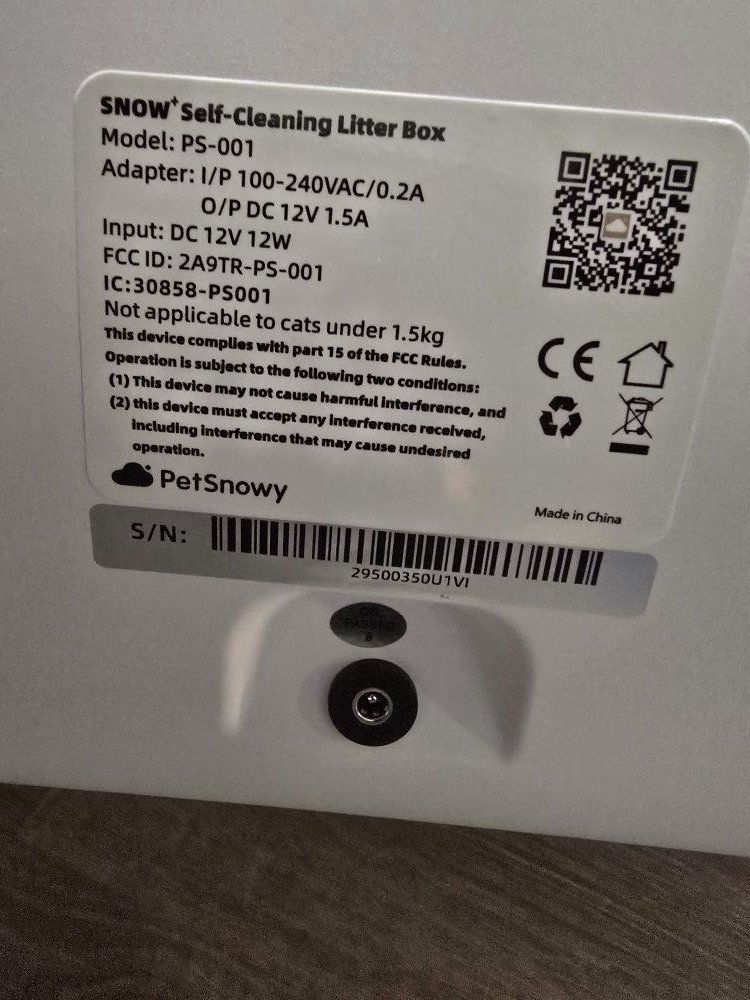 SNOW⁺ Self-Cleaning Litter Box
Model: PS-001
Adapter: I/P 100-240VAC/0.2A
O/P DC 12V 1.5A
Input: DC 12V 12W
FCC ID: 2A9TR-PS-001
IC:30858-PS001
Not applicable to cats under 1.5kg
This device complies with part 15 of the FCC Rules.
Operation is subject to the following two conditions:
(1) This device may not cause harmful interference, and
(2) this device must accept any interference received,
including interference that may cause undesired
operation.
CE
PetSnowy
Made in China
S/N:
29500350U1VI
PASSED